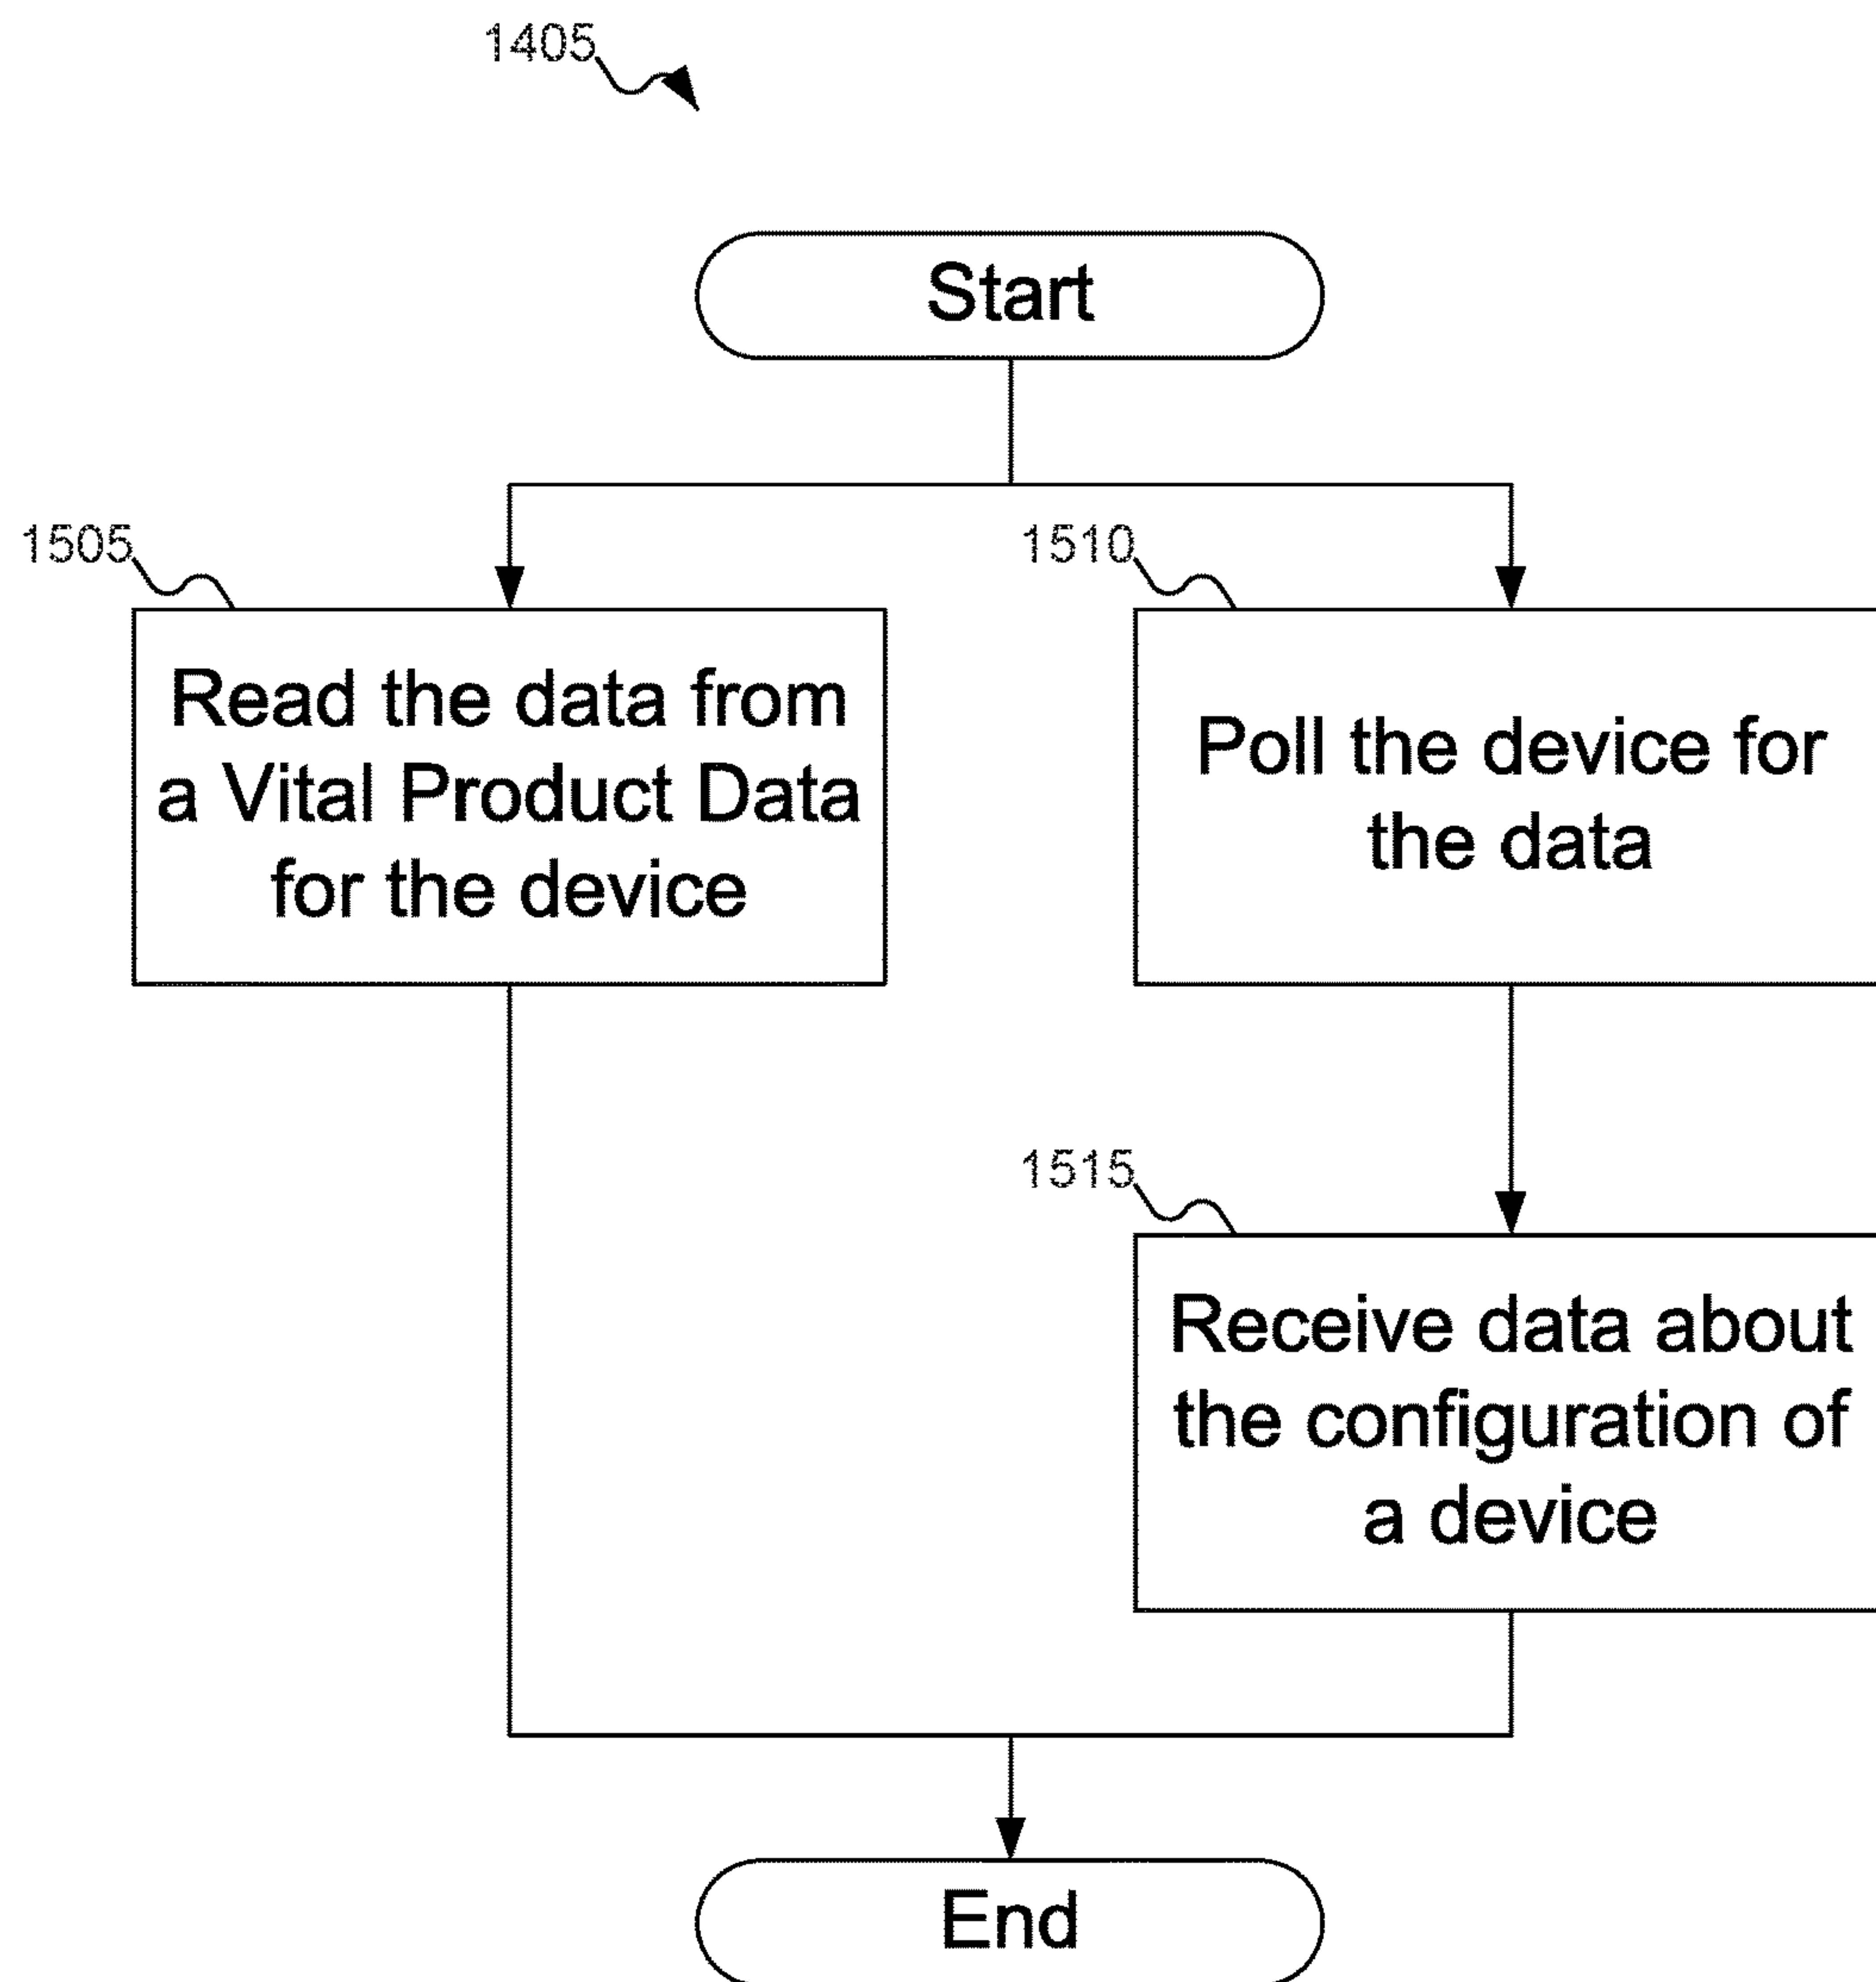 1405
Start
1505
Read the data from
a Vital Product Data
for the device
1510
Poll the device for
the data
1515
Receive data about
the configuration of
a device
End